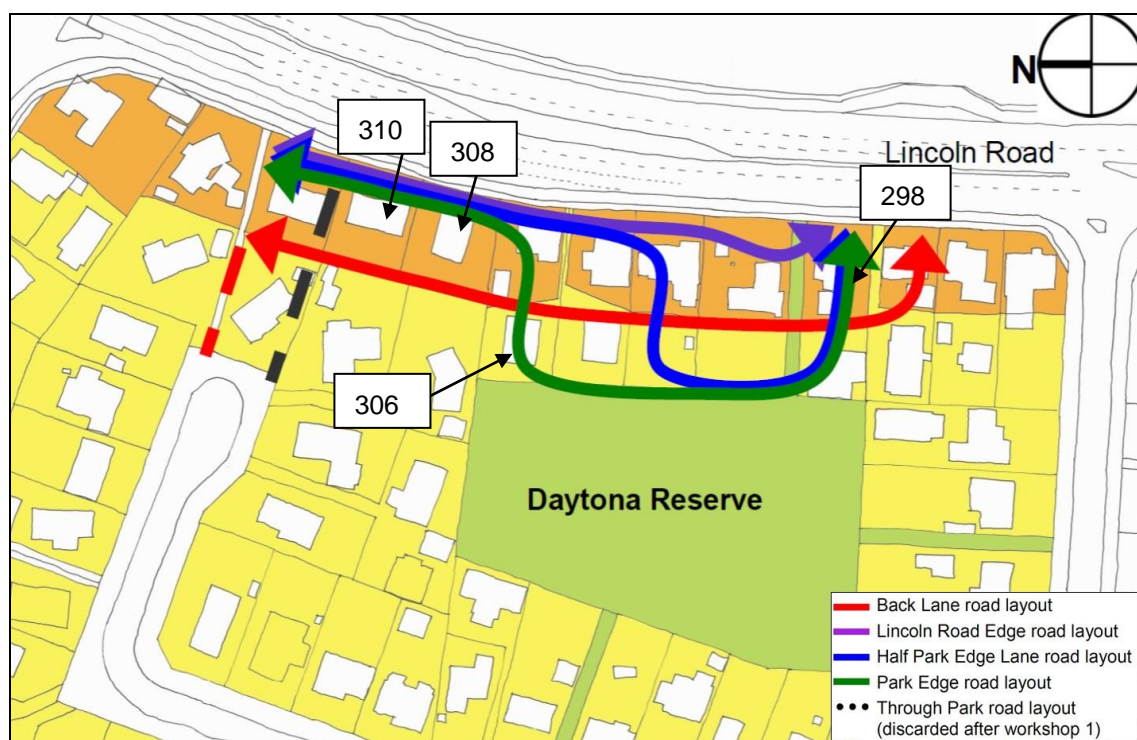 N
310
308
Lincoln Road
298
306
Daytona Reserve
Back Lane road layout
Lincoln Road Edge road layout
Half Park Edge Lane road layout
Park Edge road layout
Through Park road layout
(discarded after workshop 1)